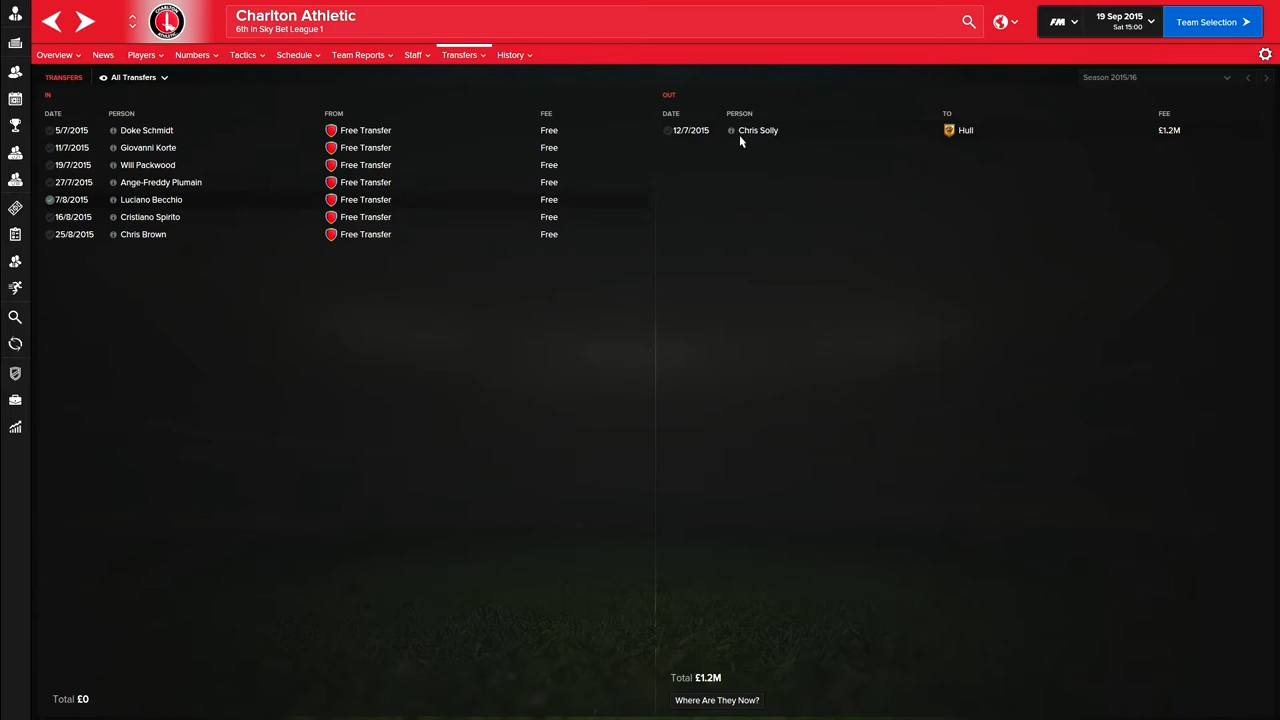 Charlton Athletic
6th in Sky Bet League 1
FM
19 Sep 2015
Sat 15:00
Team Selection
Overview
News
Players
Numbers
Tactics
Schedule
Team Reports
Staff
Transfers
History
TRANSFERS
All Transfers
Season 2015/16
IN
DATE PERSON FROM FEE
5/7/2015 Doke Schmidt Free Transfer Free
11/7/2015 Giovanni Korte Free Transfer Free
19/7/2015 Will Packwood Free Transfer Free
27/7/2015 Ange-Freddy Plumain Free Transfer Free
7/8/2015 Luciano Becchio Free Transfer Free
16/8/2015 Cristiano Spirito Free Transfer Free
25/8/2015 Chris Brown Free Transfer Free
Total £0
OUT
DATE PERSON TO FEE
12/7/2015 Chris Solly Hull £1.2M
Total £1.2M
Where Are They Now?